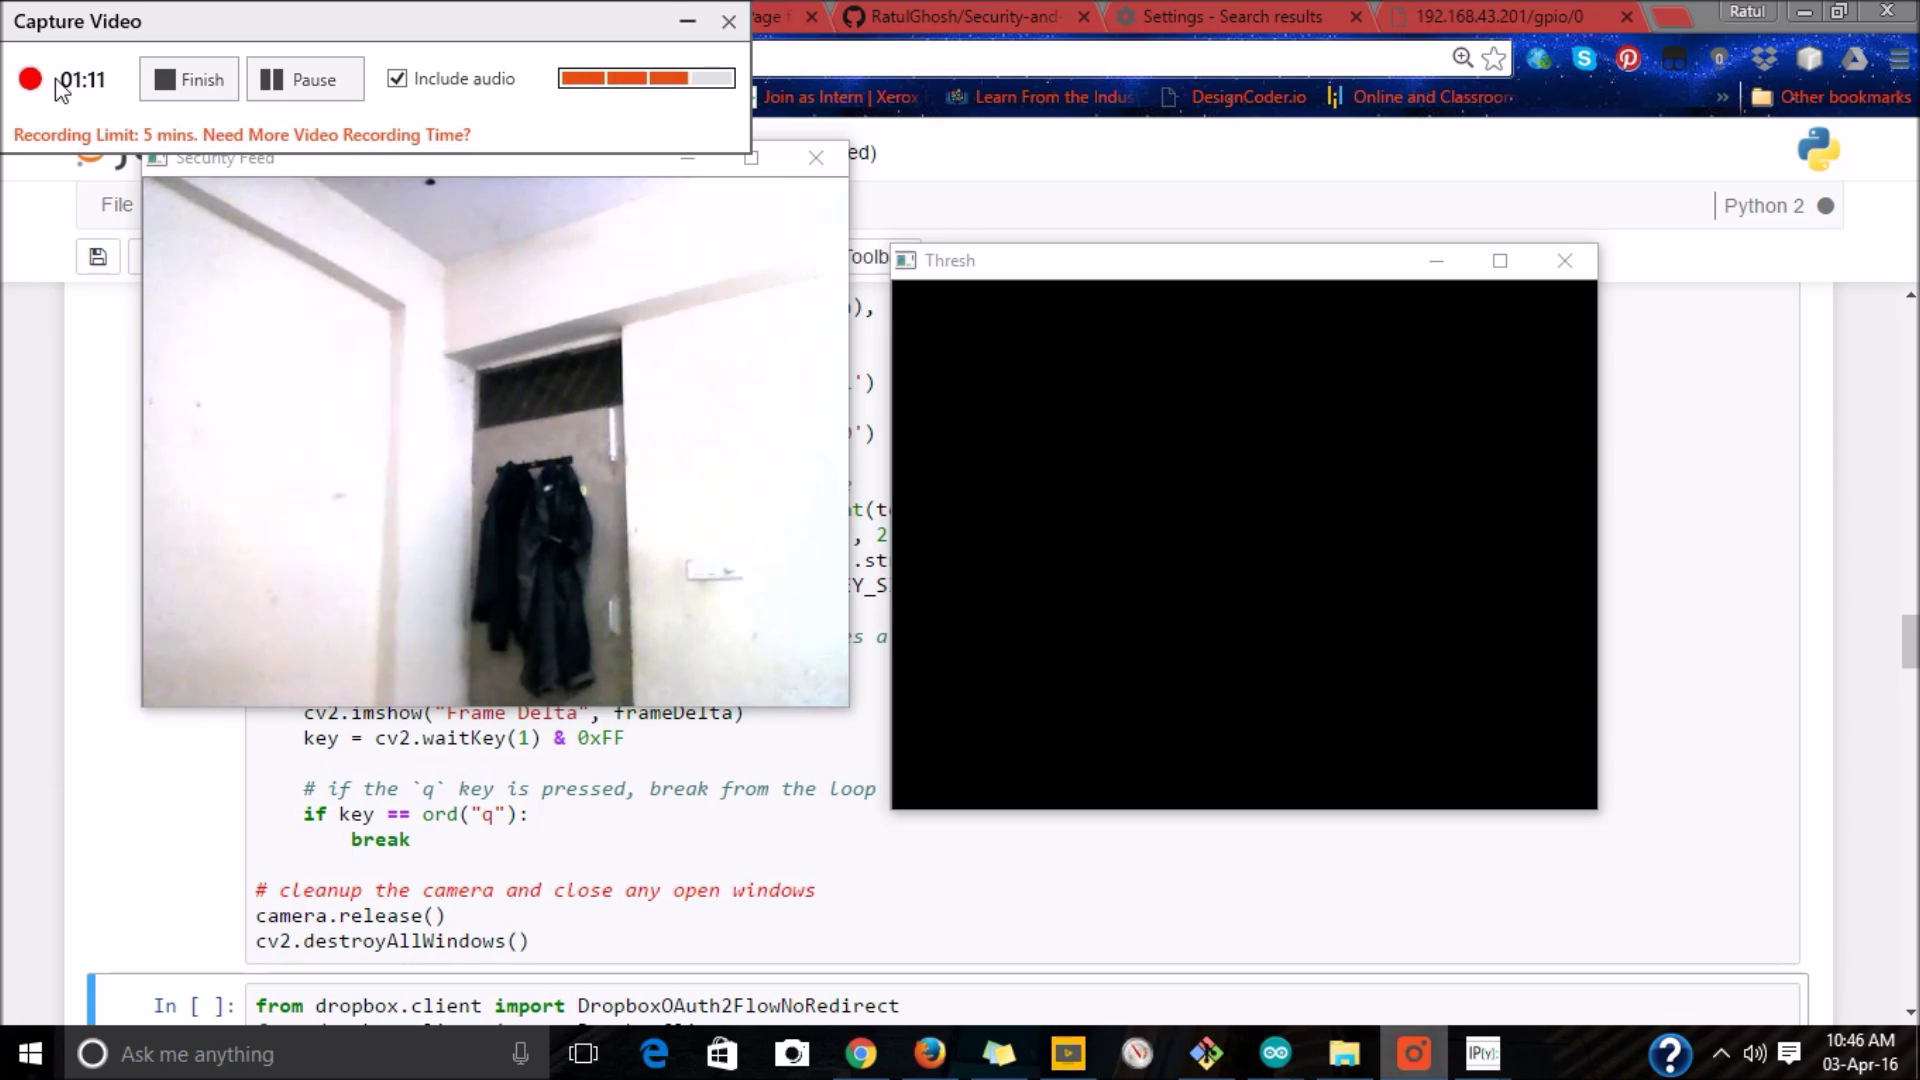 Capture Video
age f
RatulGhosh/Security-and-
Settings - Search results
192.168.43.201/gpio/0
Ratul
01:11
Finish
Pause
Include audio
Recording Limit: 5 mins. Need More Video Recording Time?
Join as Intern | Xerox
Learn From the Indus
DesignCoder.io
Online and Classroom
»
Other bookmarks
Security Feed
ed)
File
Python 2
Toolb
Thresh
),
')
')
t(t
, 2
.st
EY_S
es a
cv2.imshow("Frame Delta", frameDelta)
key = cv2.waitKey(1) & 0xFF
# if the `q` key is pressed, break from the loop
if key == ord("q"):
break
# cleanup the camera and close any open windows
camera.release()
cv2.destroyAllWindows()
In [ ]:
from dropbox.client import DropboxOAuth2FlowNoRedirect
Ask me anything
IP[y]:
10:46 AM
03-Apr-16